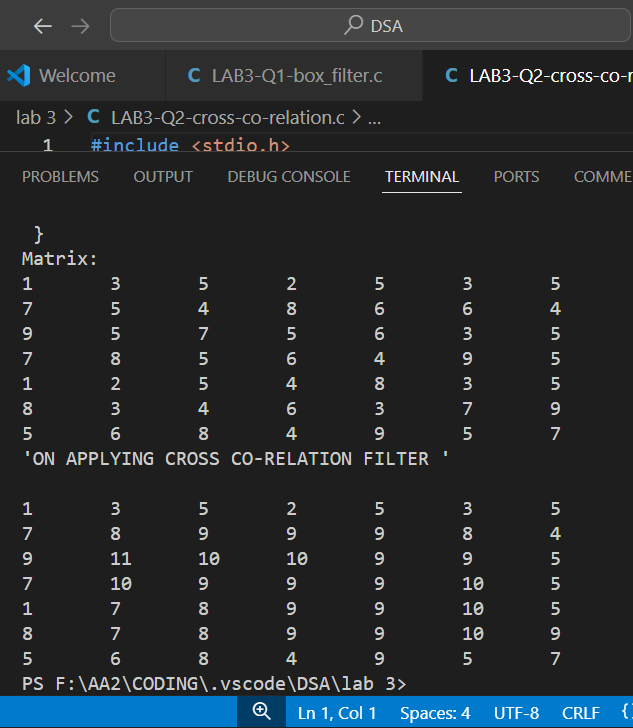 ← → DSA
Welcome C LAB3-Q1-box_filter.c C LAB3-Q2-cross-co-r
lab 3 > C LAB3-Q2-cross-co-relation.c > ...
1 #include <stdio.h>
PROBLEMS OUTPUT DEBUG CONSOLE TERMINAL PORTS COMME
}
Matrix:
1 3 5 2 5 3 5
7 5 4 8 6 6 4
9 5 7 5 6 3 5
7 8 5 6 4 9 5
1 2 5 4 8 3 5
8 3 4 6 3 7 9
5 6 8 4 9 5 7
'ON APPLYING CROSS CO-RELATION FILTER '
1 3 5 2 5 3 5
7 8 9 9 9 8 4
9 11 10 10 9 9 5
7 10 9 9 9 10 5
1 7 8 9 9 10 5
8 7 8 9 9 10 9
5 6 8 4 9 5 7
PS F:\AA2\CODING\.vscode\DSA\lab 3>
Ln 1, Col 1 Spaces: 4 UTF-8 CRLF {